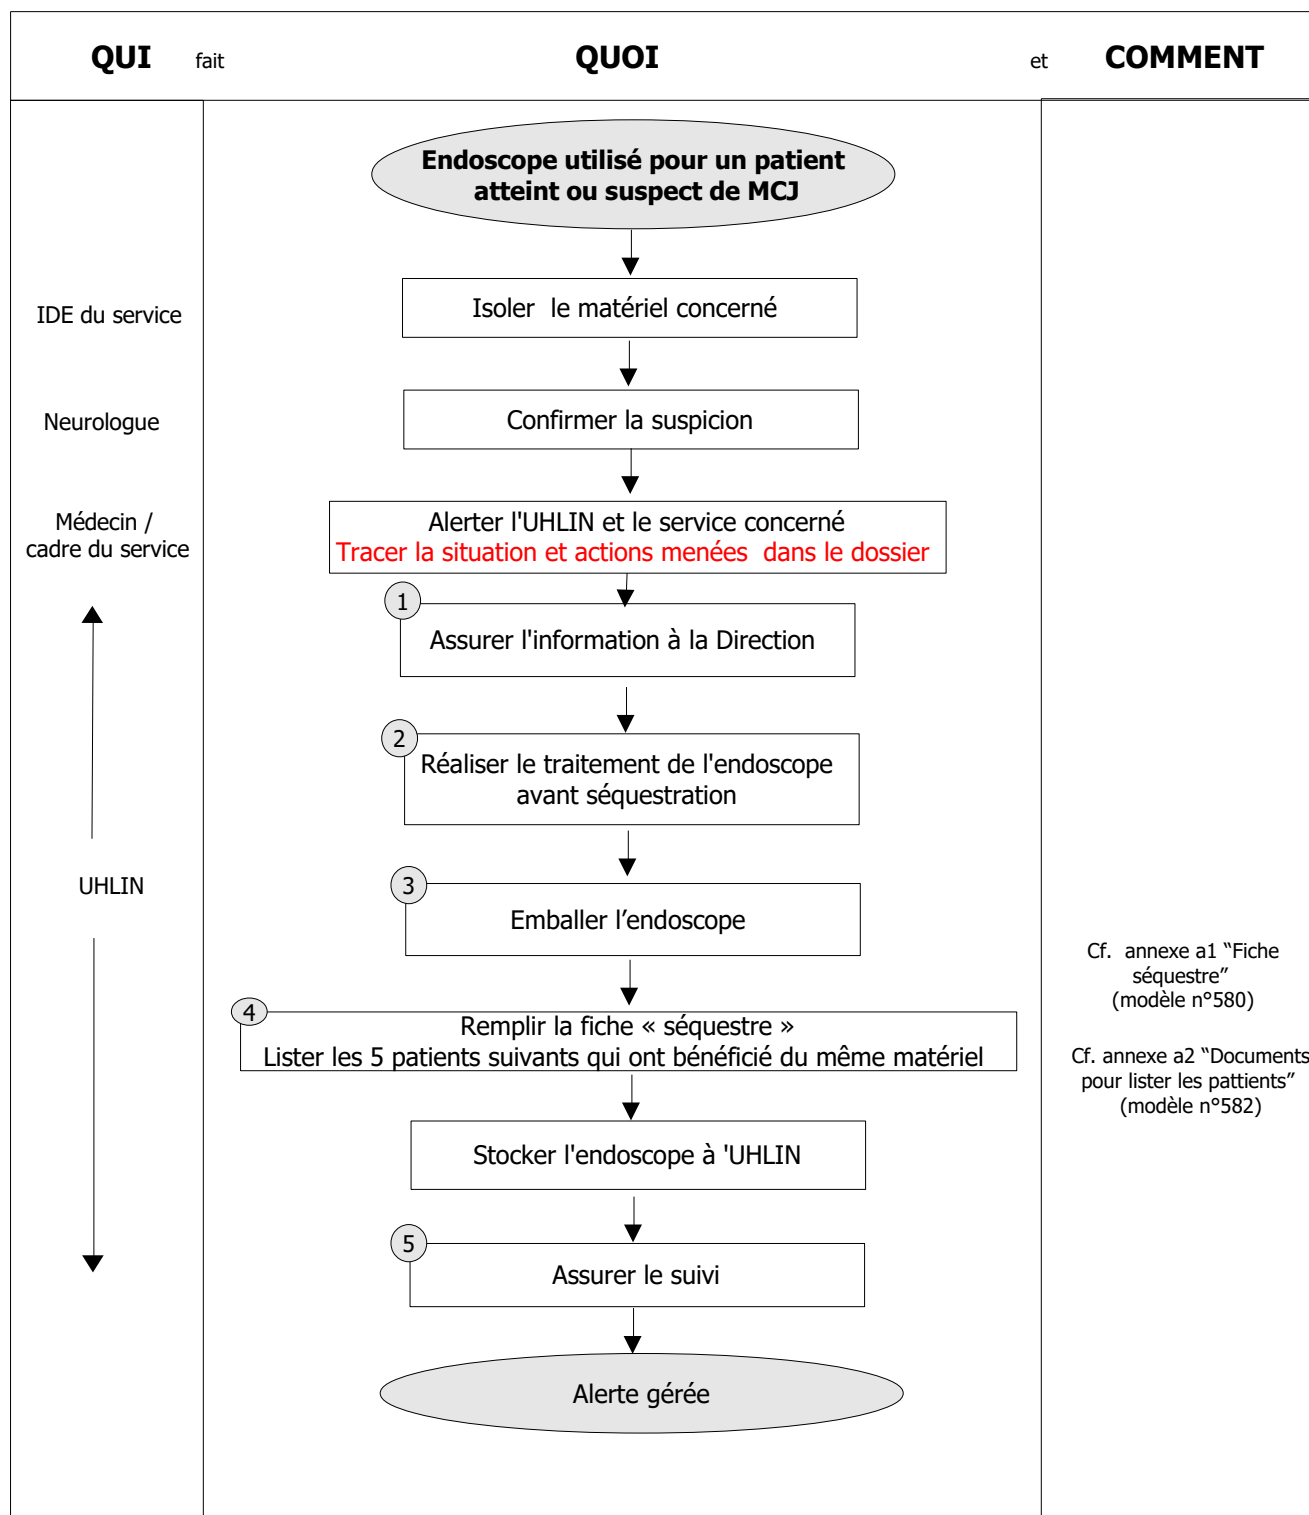 QUI fait QUOI et COMMENT
Endoscope utilisé pour un patient
atteint ou suspect de MCJ
IDE du service
Isoler le matériel concerné
Neurologue
Confirmer la suspicion
Médecin /
cadre du service
Alerter l'UHLIN et le service concerné
Tracer la situation et actions menées dans le dossier
1
Assurer l'information à la Direction
2
Réaliser le traitement de l'endoscope
avant séquestration
UHLIN
3
Emballer l’endoscope
Cf. annexe a1 “Fiche
séquestre”
(modèle n°580)
4
Remplir la fiche « séquestre »
Lister les 5 patients suivants qui ont bénéficié du même matériel
Cf. annexe a2 “Documents
pour lister les pattients”
(modèle n°582)
Stocker l'endoscope à 'UHLIN
5
Assurer le suivi
Alerte gérée